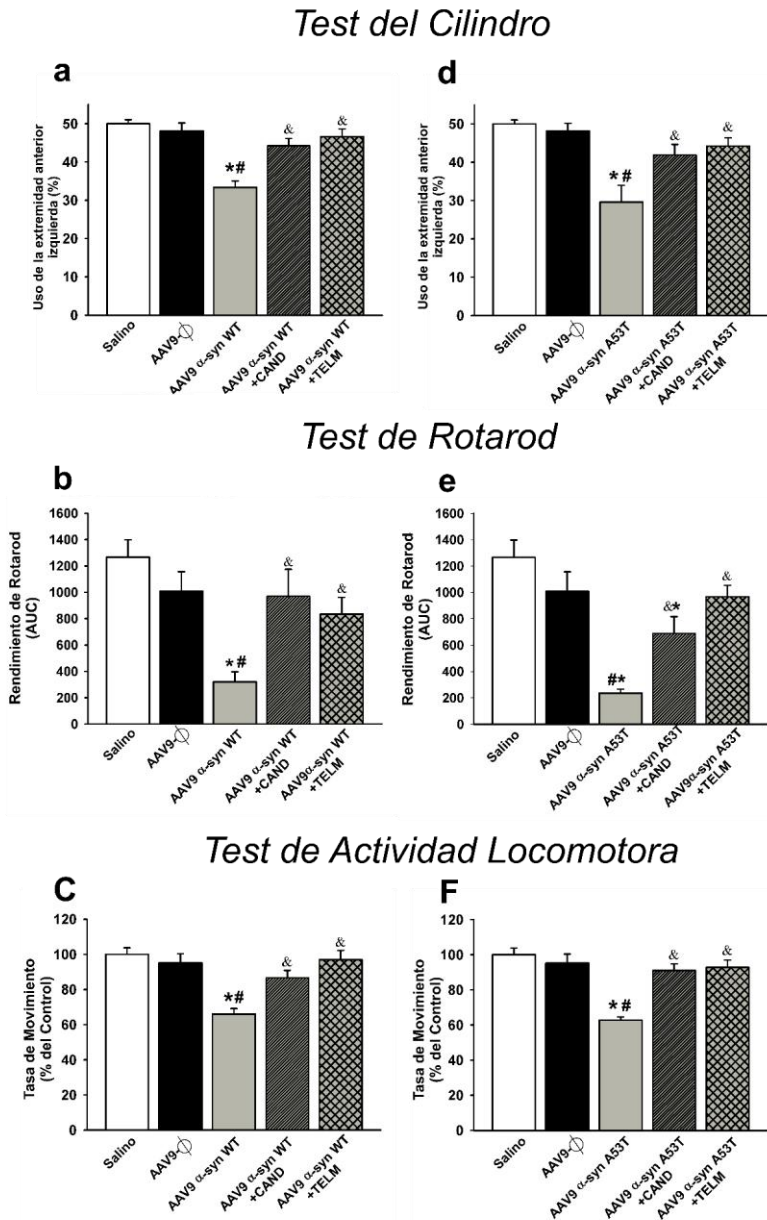 Test del Cilindro
a
Uso de la extremidad anterior
izquierda (%)
50
40
30
20
10
0
*#
&
&
Salino
AAV9-∅
AAV9 α-syn WT
AAV9 α-syn WT
+CAND
AAV9 α-syn WT
+TELM
d
Uso de la extremidad anterior
izquierda (%)
50
40
30
20
10
0
*#
&
&
Salino
AAV9-∅
AAV9 α-syn A53T
AAV9 α-syn A53T
+CAND
AAV9 α-syn A53T
+TELM
Test de Rotarod
b
Rendimiento de Rotarod
(AUC)
1600
1400
1200
1000
800
600
400
200
0
*#
&
&
Salino
AAV9-∅
AAV9 α-syn WT
AAV9 α-syn WT
+CAND
AAV9α-syn WT
+TELM
e
Rendimiento de Rotarod
(AUC)
1600
1400
1200
1000
800
600
400
200
0
#*
&*
&
Salino
AAV9-∅
AAV9 α-syn A53T
AAV9 α-syn A53T
+CAND
AAV9α-syn A53T
+TELM
Test de Actividad Locomotora
C
Tasa de Movimiento
(% del Control)
120
100
80
60
40
20
0
*#
&
&
Salino
AAV9-∅
AAV9 α-syn WT
AAV9 α-syn WT
+CAND
AAV9 α-syn WT
+TELM
F
Tasa de Movimiento
(% del Control)
120
100
80
60
40
20
0
*#
&
&
Salino
AAV9-∅
AAV9 α-syn A53T
AAV9 α-syn A53T
+CAND
AAV9 α-syn A53T
+TELM